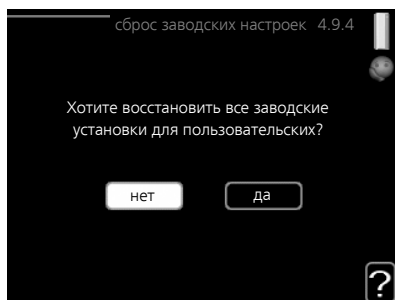 сброс заводских настроек 4.9.4
Хотите восстановить все заводские
установки для пользовательских?
нет да
?